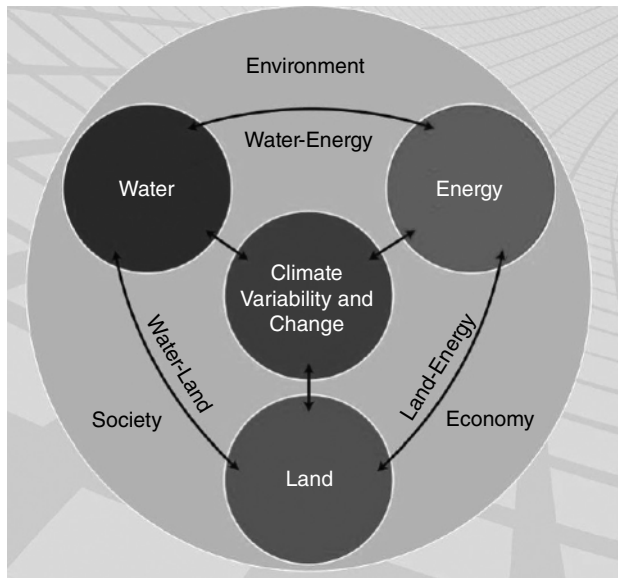 Environment
Water-Energy
Water
Energy
Climate
Variability and
Change
Water-Land
Land-Energy
Society
Economy
Land